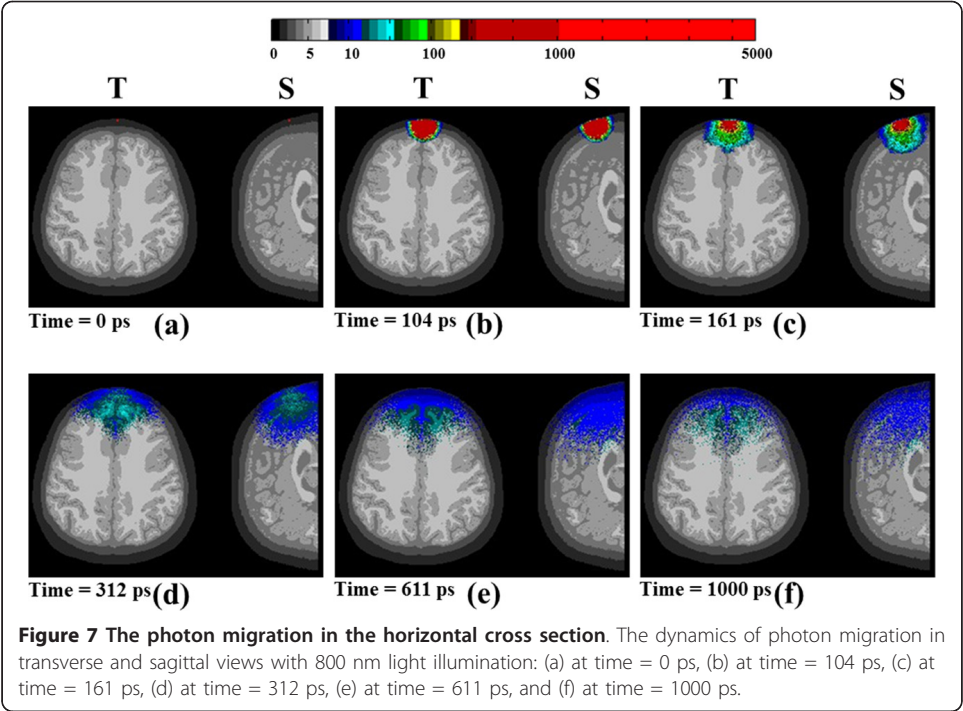 0 5 10 100 1000 5000
T S T S T S
Time = 0 ps (a) Time = 104 ps (b) Time = 161 ps (c)
Time = 312 ps (d) Time = 611 ps (e) Time = 1000 ps (f)
Figure 7 The photon migration in the horizontal cross section. The dynamics of photon migration in
transverse and sagittal views with 800 nm light illumination: (a) at time = 0 ps, (b) at time = 104 ps, (c) at
time = 161 ps, (d) at time = 312 ps, (e) at time = 611 ps, and (f) at time = 1000 ps.